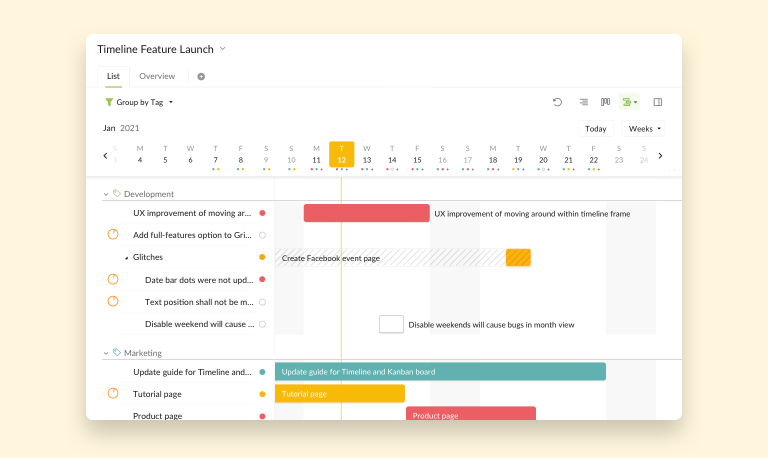 Timeline Feature Launch
List Overview
Group by Tag
Jan 2021
Today Weeks
S M T W T F S S M T W T F S S M T W T F S S
3 4 5 6 7 8 9 10 11 12 13 14 15 16 17 18 19 20 21 22 23 24
Development
UX improvement of moving ar... UX improvement of moving around within timeline frame
Add full-features option to Gri...
Glitches Create Facebook event page
Date bar dots were not upd...
Text position shall not be m...
Disable weekend will cause ... Disable weekends will cause bugs in month view
Marketing
Update guide for Timeline and... Update guide for Timeline and Kanban board
Tutorial page Tutorial page
Product page Product page